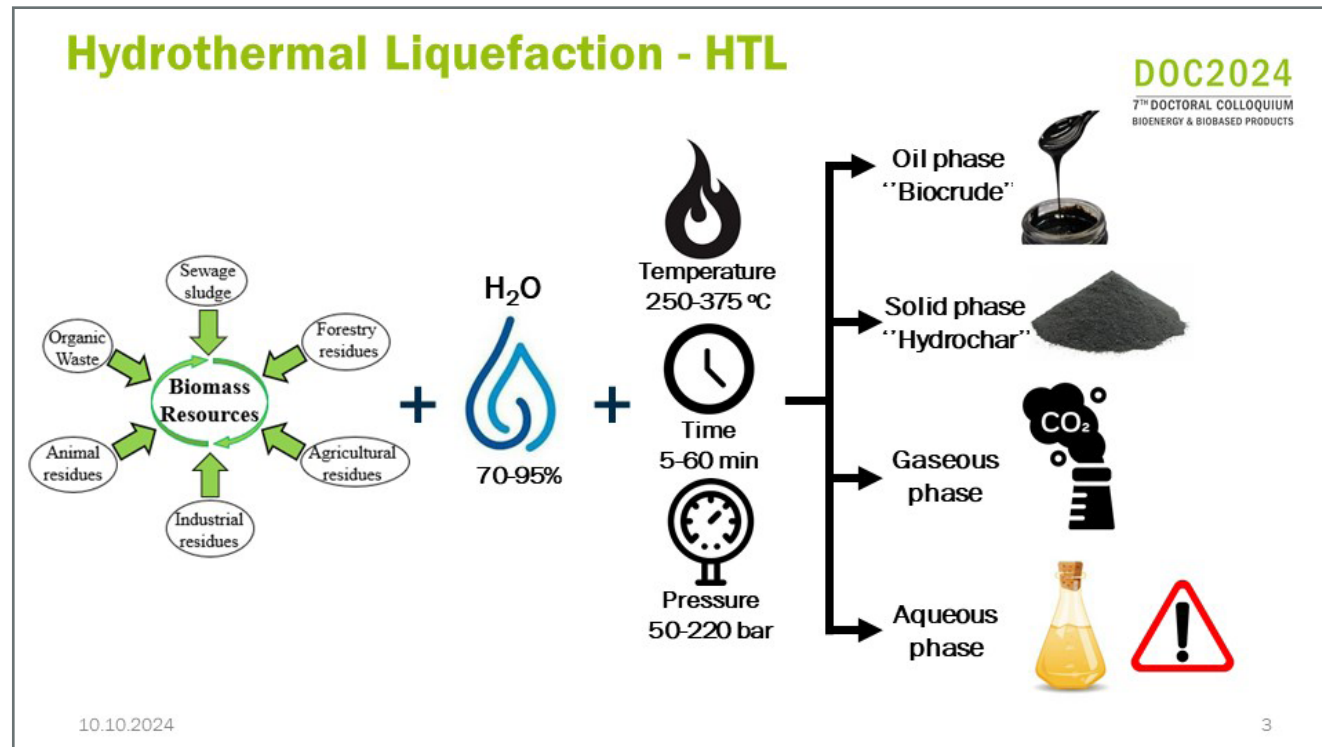 Hydrothermal Liquefaction - HTL
DOC2024
7TH DOCTORAL COLLOQUIUM
BIOENERGY & BIOBASED PRODUCTS
Sewage
sludge
Organic
Waste
Forestry
residues
Biomass
Resources
Animal
residues
Agricultural
residues
Industrial
residues
+
H₂O
70-95%
+
Temperature
250-375 ºC
Time
5-60 min
Pressure
50-220 bar
Oil phase
‘’Biocrude’’
Solid phase
‘’Hydrochar’’
Gaseous
phase
CO₂
Aqueous
phase
!
10.10.2024
3